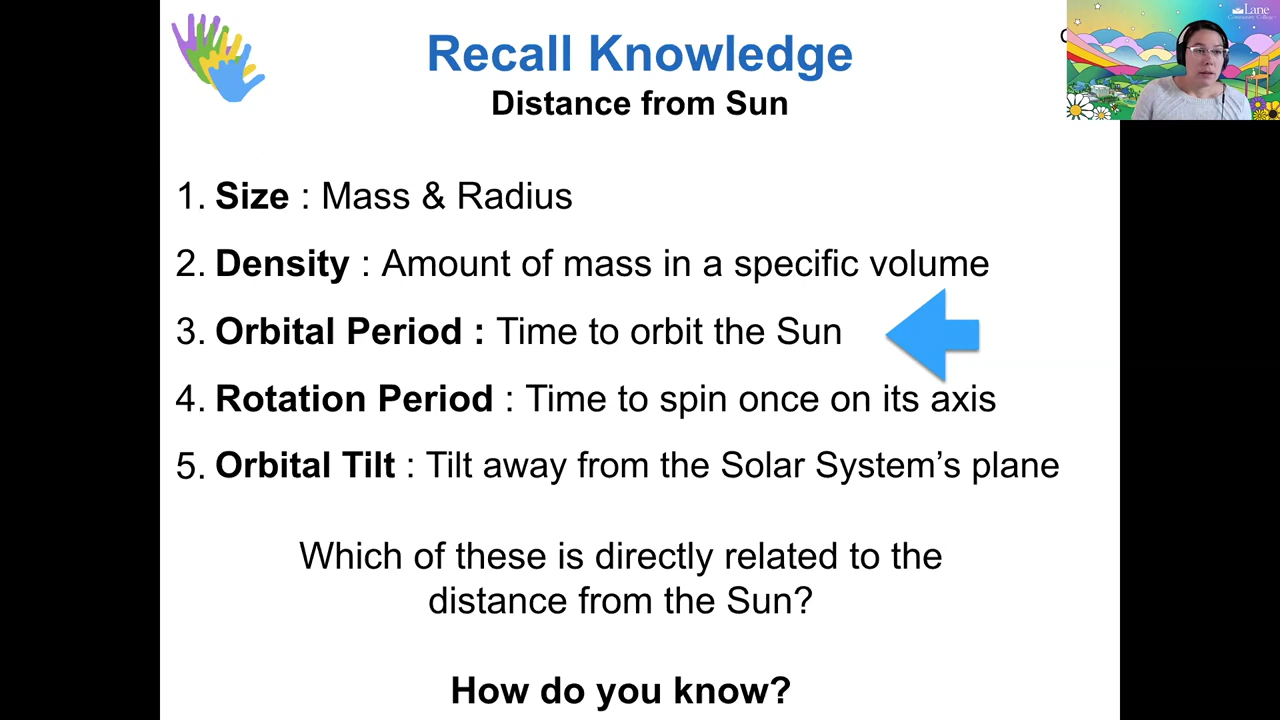 Recall Knowledge
Distance from Sun
1. Size : Mass & Radius
2. Density : Amount of mass in a specific volume
3. Orbital Period : Time to orbit the Sun
4. Rotation Period : Time to spin once on its axis
5. Orbital Tilt : Tilt away from the Solar System’s plane
Which of these is directly related to the
distance from the Sun?
How do you know?
Lane
Community College